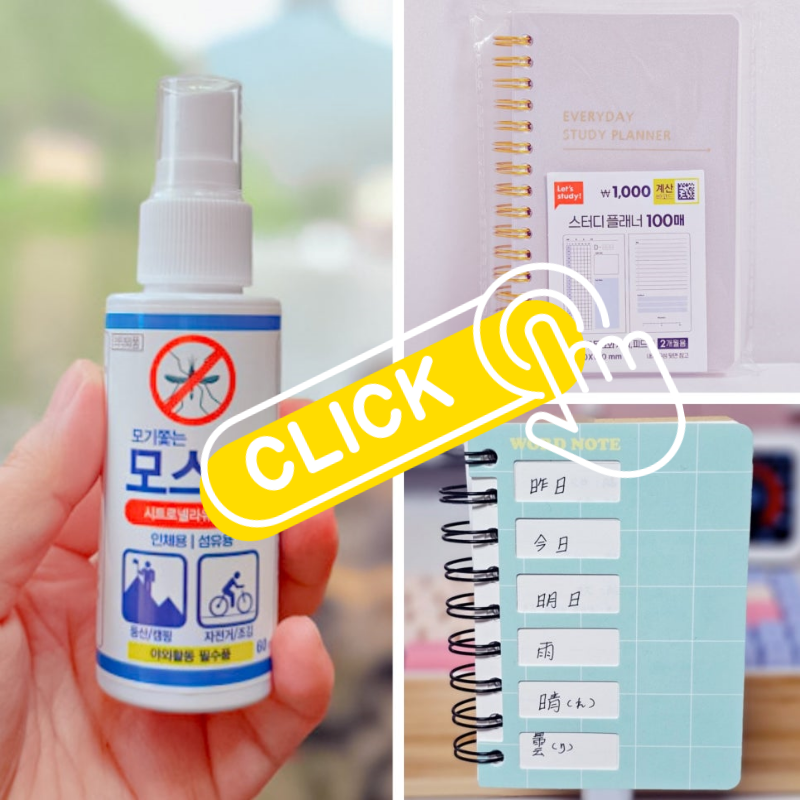 모기쫓는
모스
시트로넬라
인체용 | 섬유용
등산/캠핑
자전거/조깅
야외활동 필수품
60
CLICK
EVERYDAY
STUDY PLANNER
Let's
study!
₩1,000
계산
스터디 플래너 100매
2개월용
WORD NOTE
昨日
今日
明日
雨
晴(れ)
曇(り)